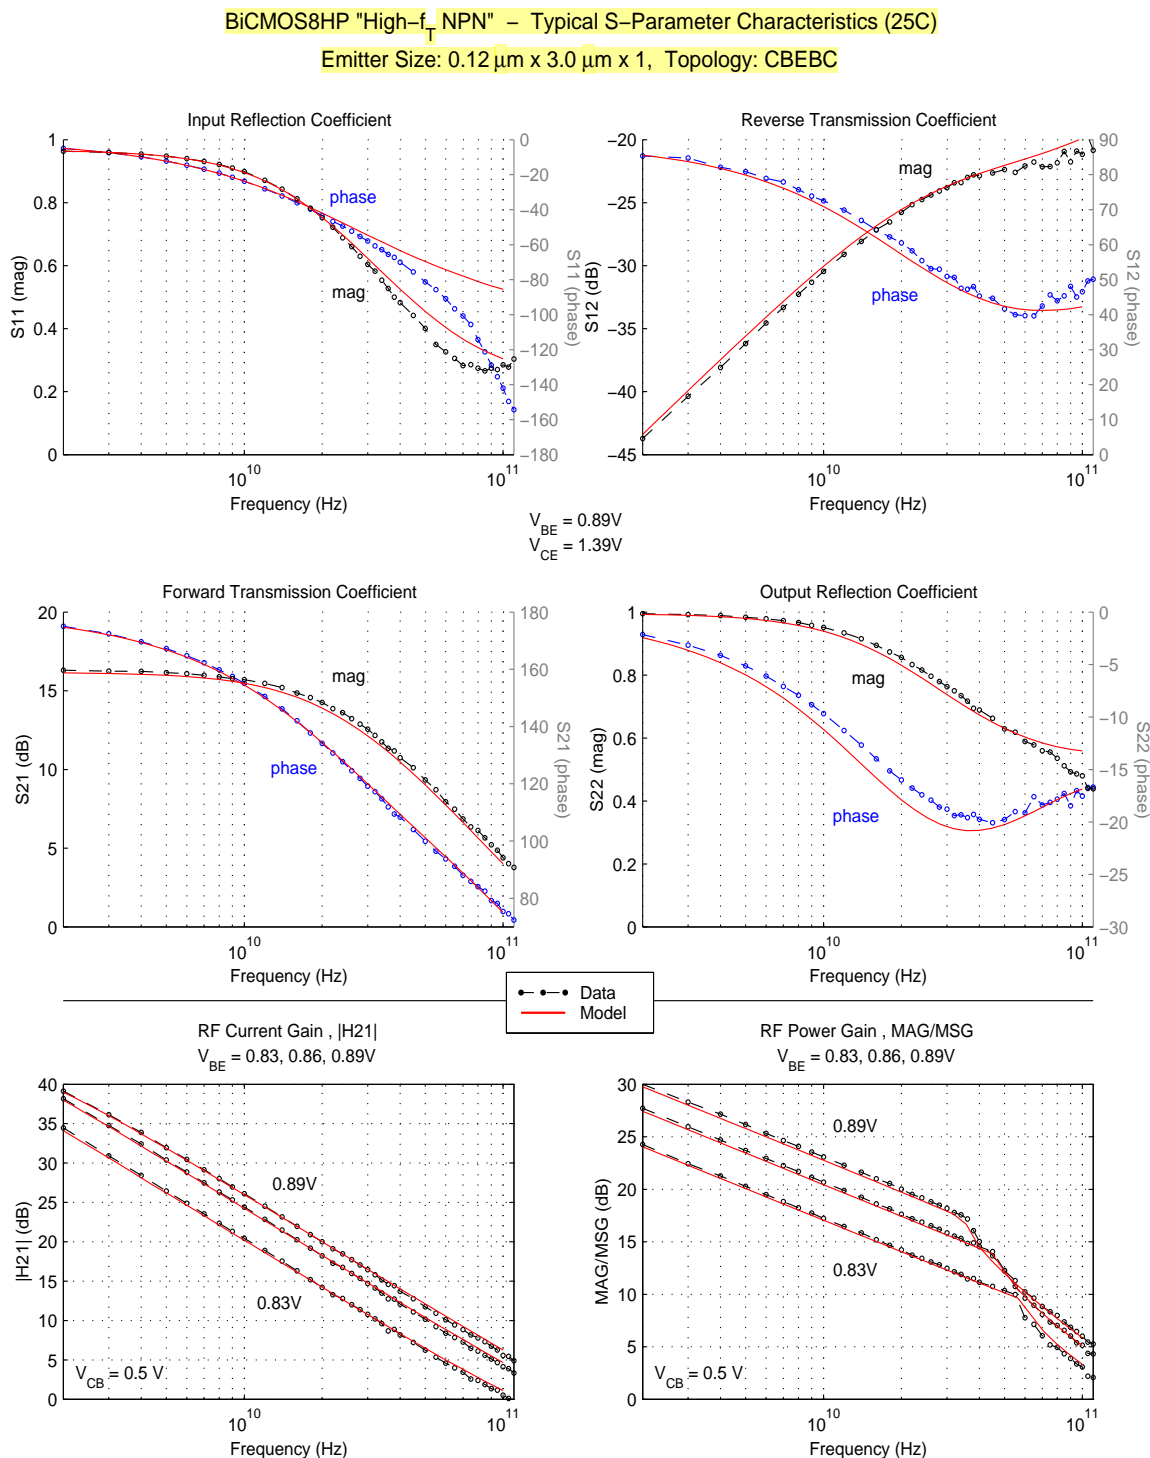 BiCMOS8HP "High−fT NPN" − Typical S−Parameter Characteristics (25C)
Emitter Size: 0.12 μm x 3.0 μm x 1, Topology: CBEBC
Input Reflection Coefficient
1
0.8
0.6
0.4
0.2
0
S11 (mag)
0
−20
−40
−60
−80
−100
−120
−140
−160
−180
S11 (phase)
phase
mag
10^10
10^11
Frequency (Hz)
Reverse Transmission Coefficient
−20
−25
−30
−35
−40
−45
S12 (dB)
90
80
70
60
50
40
30
20
10
0
S12 (phase)
mag
phase
10^10
10^11
Frequency (Hz)
VBE = 0.89V
VCE = 1.39V
Forward Transmission Coefficient
20
15
10
5
0
S21 (dB)
180
160
140
120
100
80
S21 (phase)
mag
phase
10^10
10^11
Frequency (Hz)
Output Reflection Coefficient
1
0.8
0.6
0.4
0.2
0
S22 (mag)
0
−5
−10
−15
−20
−25
−30
S22 (phase)
mag
phase
10^10
10^11
Frequency (Hz)
Data
Model
RF Current Gain , |H21|
VBE = 0.83, 0.86, 0.89V
40
35
30
25
20
15
10
5
0
|H21| (dB)
0.89V
0.83V
VCB = 0.5 V
10^10
10^11
Frequency (Hz)
RF Power Gain , MAG/MSG
VBE = 0.83, 0.86, 0.89V
30
25
20
15
10
5
0
MAG/MSG (dB)
0.89V
0.83V
VCB = 0.5 V
10^10
10^11
Frequency (Hz)